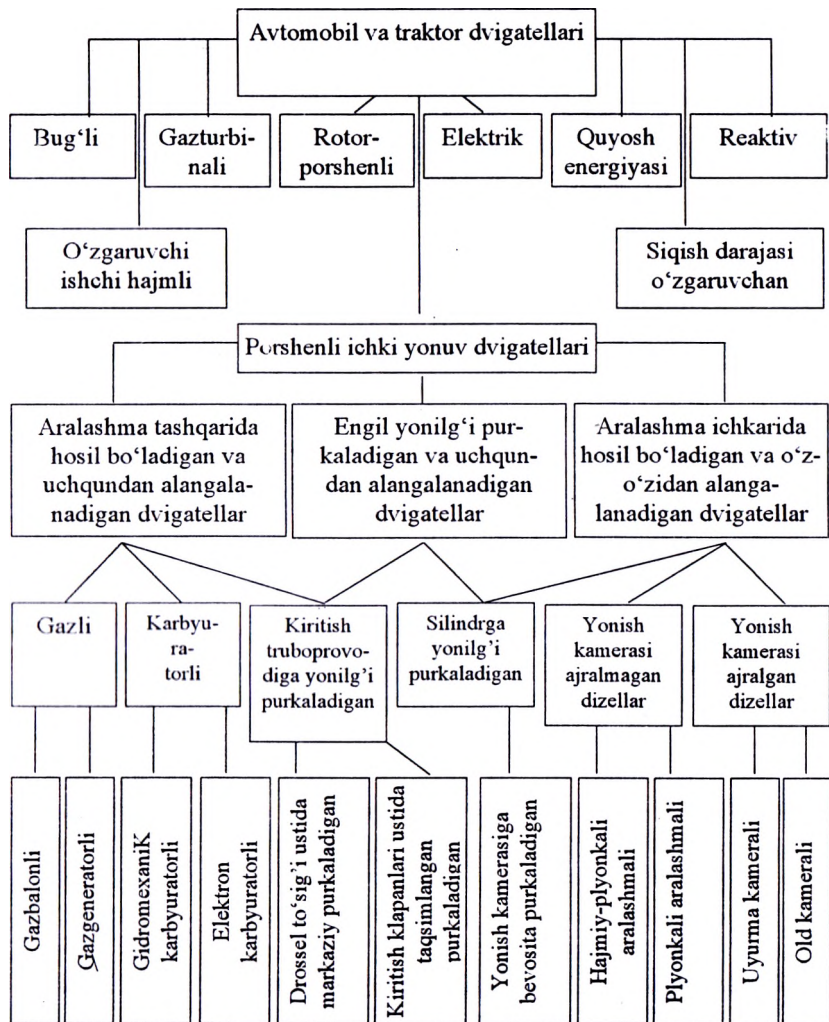 Avtomobil va traktor dvigatellari
Bug‘li
Gazturbi-
nali
Rotor-
porshenli
Elektrik
Quyosh
energiyasi
Reaktiv
O‘zgaruvchi
ishchi hajmli
Siqish darajasi
o‘zgaruvchan
Porshenli ichki yonuv dvigatellari
Aralashma tashqarida
hosil bo‘ladigan va
uchqundan alangala-
nadigan dvigatellar
Engil yonilg‘i pur-
kaladigan va uchqun-
dan alangalanadigan
dvigatellar
Aralashma ichkarida
hosil bo‘ladigan va o‘z-
o‘zidan alanga-
lanadigan dvigatellar
Gazli
Karbyu-
ra-
torli
Kiritish
truboprovo-
diga yonilg’i
purkaladigan
Silindrga
yonilg’i
purkaladigan
Yonish
kamerasi
ajralmagan
dizellar
Yonish
kamerasi
ajralgan
dizellar
Gazbalonli
Gazgeneratorli
GidromexaniK
karbyuratorli
Elektron
karbyuratorli
Drossel to‘sig’i ustida
markaziy purkaladigan
Kiritish klapanlari ustida
taqsimlangan
purkaladigan
Yonish kamerasiga
bevosita purkaladigan
Hajmiy-plyonkali
aralashmali
Plyonkali aralashmali
Uyurma kamerali
Old kamerali